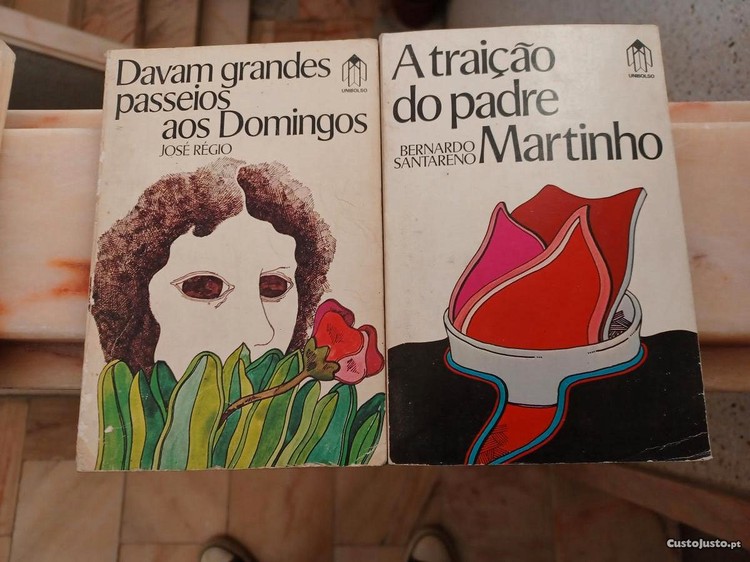 Davam grandes
passeios
aos Domingos
JOSÉ RÉGIO
UNIBOLSO
A traição
do padre
Martinho
BERNARDO
SANTARENO
UNIBOLSO
CustoJusto.pt